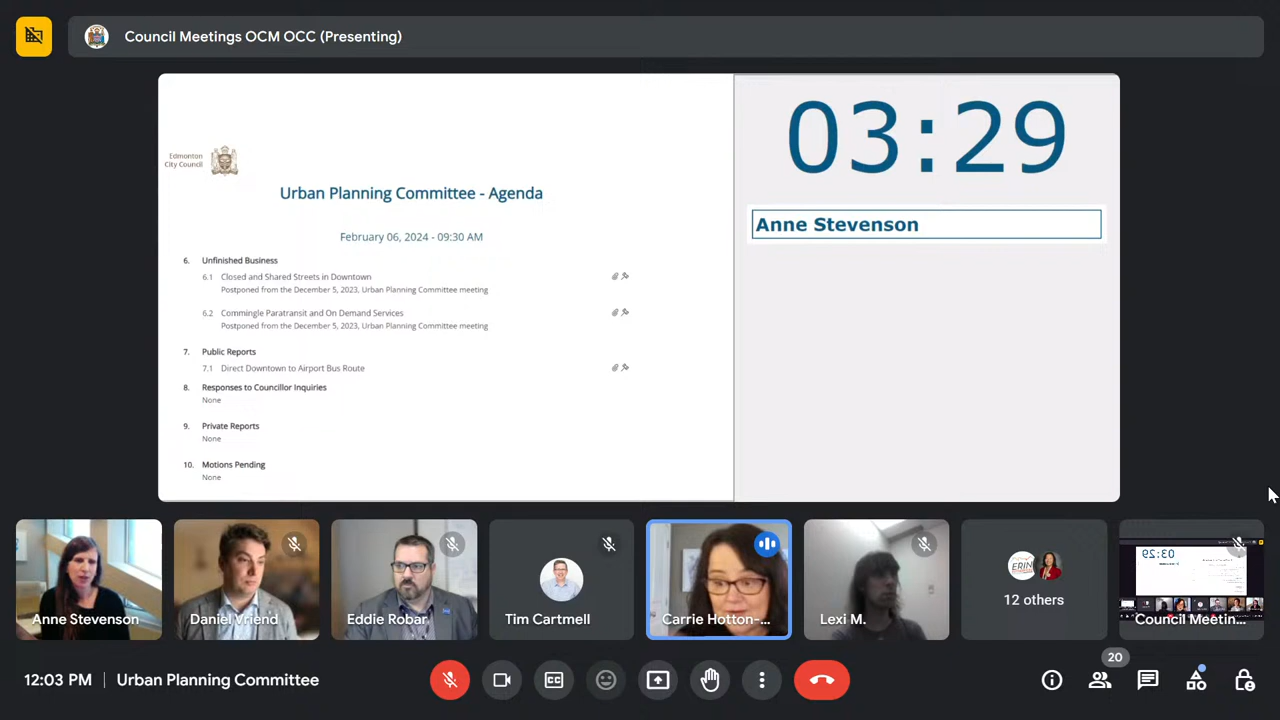 Council Meetings OCM OCC (Presenting)
Edmonton
City Council
Urban Planning Committee - Agenda
February 06, 2024 - 09:30 AM
6. Unfinished Business
6.1 Closed and Shared Streets in Downtown
Postponed from the December 5, 2023, Urban Planning Committee meeting
6.2 Commingle Paratransit and On Demand Services
Postponed from the December 5, 2023, Urban Planning Committee meeting
7. Public Reports
7.1 Direct Downtown to Airport Bus Route
8. Responses to Councillor Inquiries
None
9. Private Reports
None
10. Motions Pending
None
03:29
Anne Stevenson
Anne Stevenson
Daniel Vriend
Eddie Robar
Tim Cartmell
Carrie Hotton-...
Lexi M.
ERIN
12 others
03:29
Council Meetin...
12:03 PM | Urban Planning Committee
CC
20